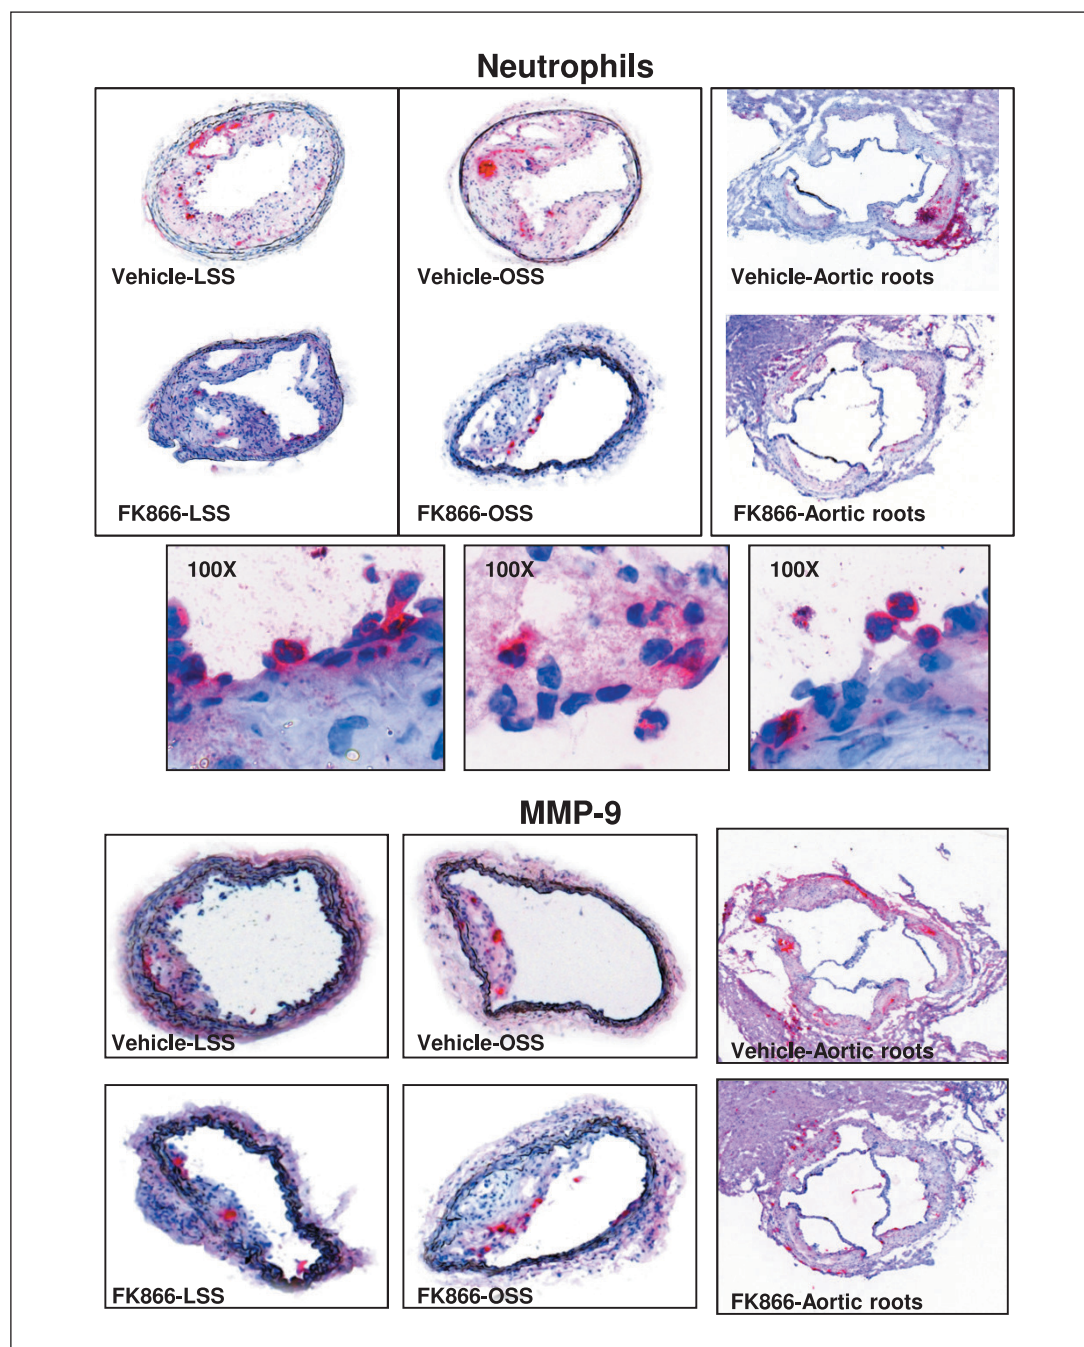 Neutrophils
Vehicle-LSS
Vehicle-OSS
Vehicle-Aortic roots
FK866-LSS
FK866-OSS
FK866-Aortic roots
100X
100X
100X
MMP-9
Vehicle-LSS
Vehicle-OSS
Vehicle-Aortic roots
FK866-LSS
FK866-OSS
FK866-Aortic roots